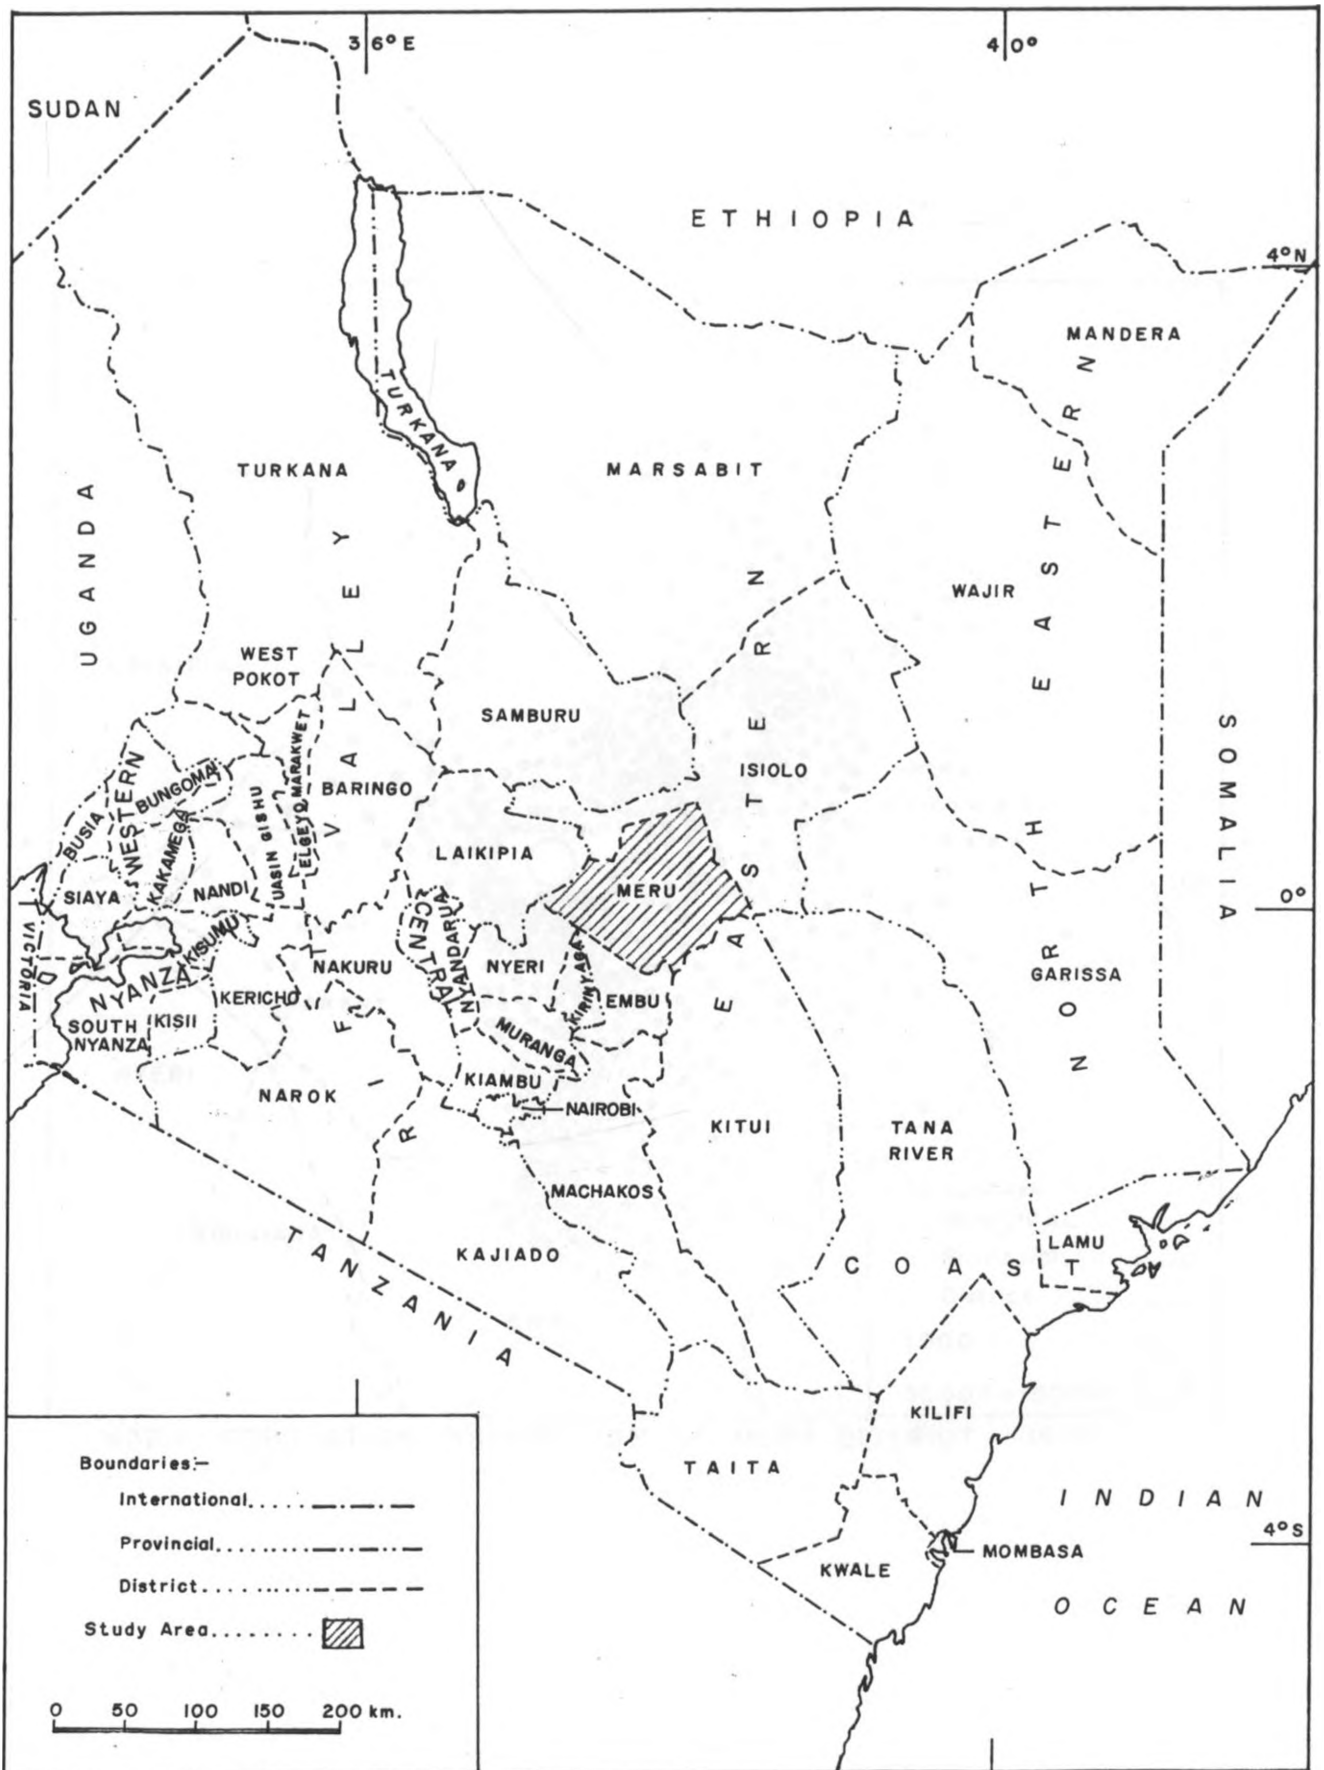 36°E
40°
SUDAN
ETHIOPIA
4°N
MANDERA
TURKANA
TURKANA
MARSABIT
UGANDA
NORTH EASTERN
WAJIR
EASTERN
RIFT VALLEY
WEST
POKOT
SAMBURU
ISIOLO
SOMALIA
ELGEYO MARAKWET
BARINGO
BUNGOMA
WESTERN
BUSIA
UASIN GISHU
KAKAMEGA
LAIKIPIA
MERU
SIAYA
NANDI
0°
CENTRAL
NYANDARUA
VICTORIA
KISUMU
NAKURU
NYERI
KIRINYAGA
GARISSA
NYANZA
KERICHO
EMBU
SOUTH
NYANZA
KISII
MURANGA
KIAMBU
NAROK
NAIROBI
KITUI
TANA
RIVER
MACHAKOS
KAJIADO
LAMU
COAST
TANZANIA
KILIFI
TAITA
INDIAN
OCEAN
4°S
MOMBASA
KWALE
Boundaries:-
International.....
Provincial.........
District...........
Study Area........
0 50 100 150 200 km.